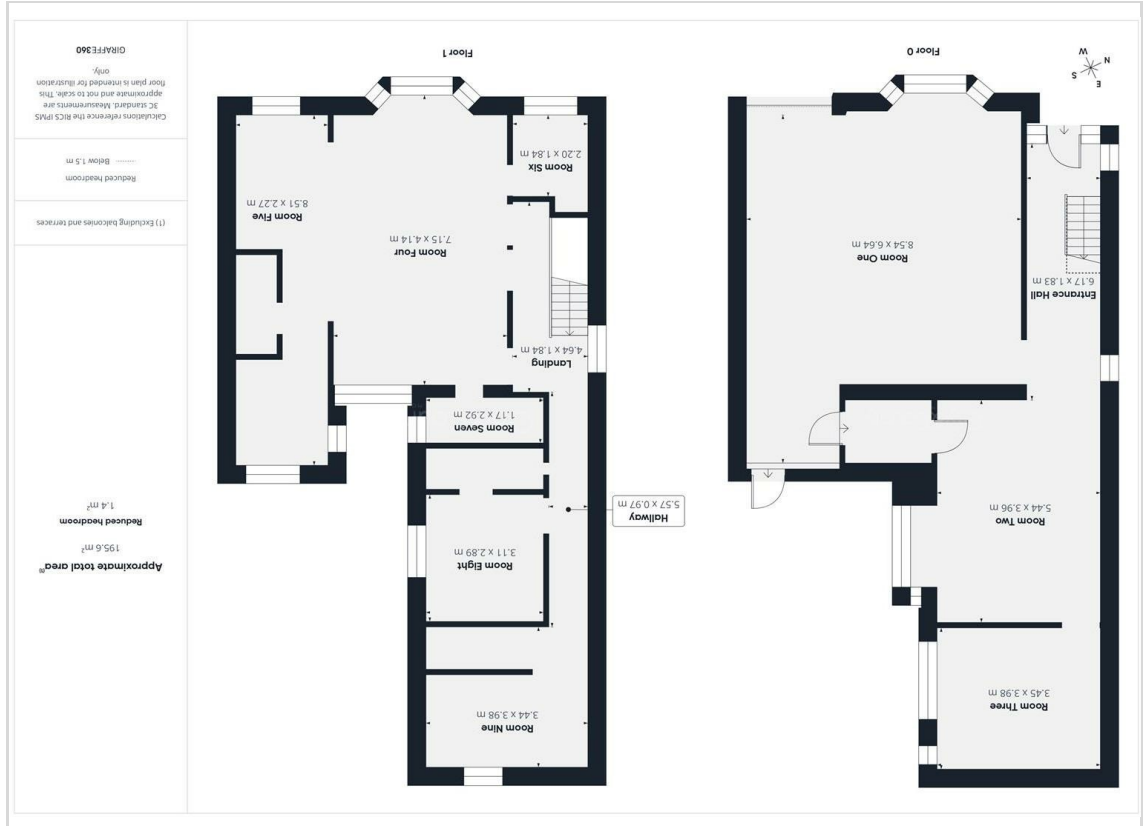 Floor 0
Entrance Hall
6.17 x 1.83 m
Room One
8.54 x 6.64 m
Room Two
5.44 x 3.96 m
Room Three
3.45 x 3.98 m
N
E
S
W
Floor 1
Room Nine
3.44 x 3.98 m
Room Eight
3.11 x 2.89 m
Hallway
5.57 x 0.97 m
Room Seven
1.17 x 2.92 m
Landing
4.64 x 1.84 m
Room Four
7.15 x 4.14 m
Room Five
8.51 x 2.27 m
Room Six
2.20 x 1.84 m
Approximate total area(1)
195.6 m²
Reduced headroom
1.4 m²
(1) Excluding balconies and terraces
Reduced headroom
Below 1.5 m
Calculations reference the RICS IPMS
3C standard. Measurements are
approximate and not to scale. This
floor plan is intended for illustration
only.
GIRAFFE360